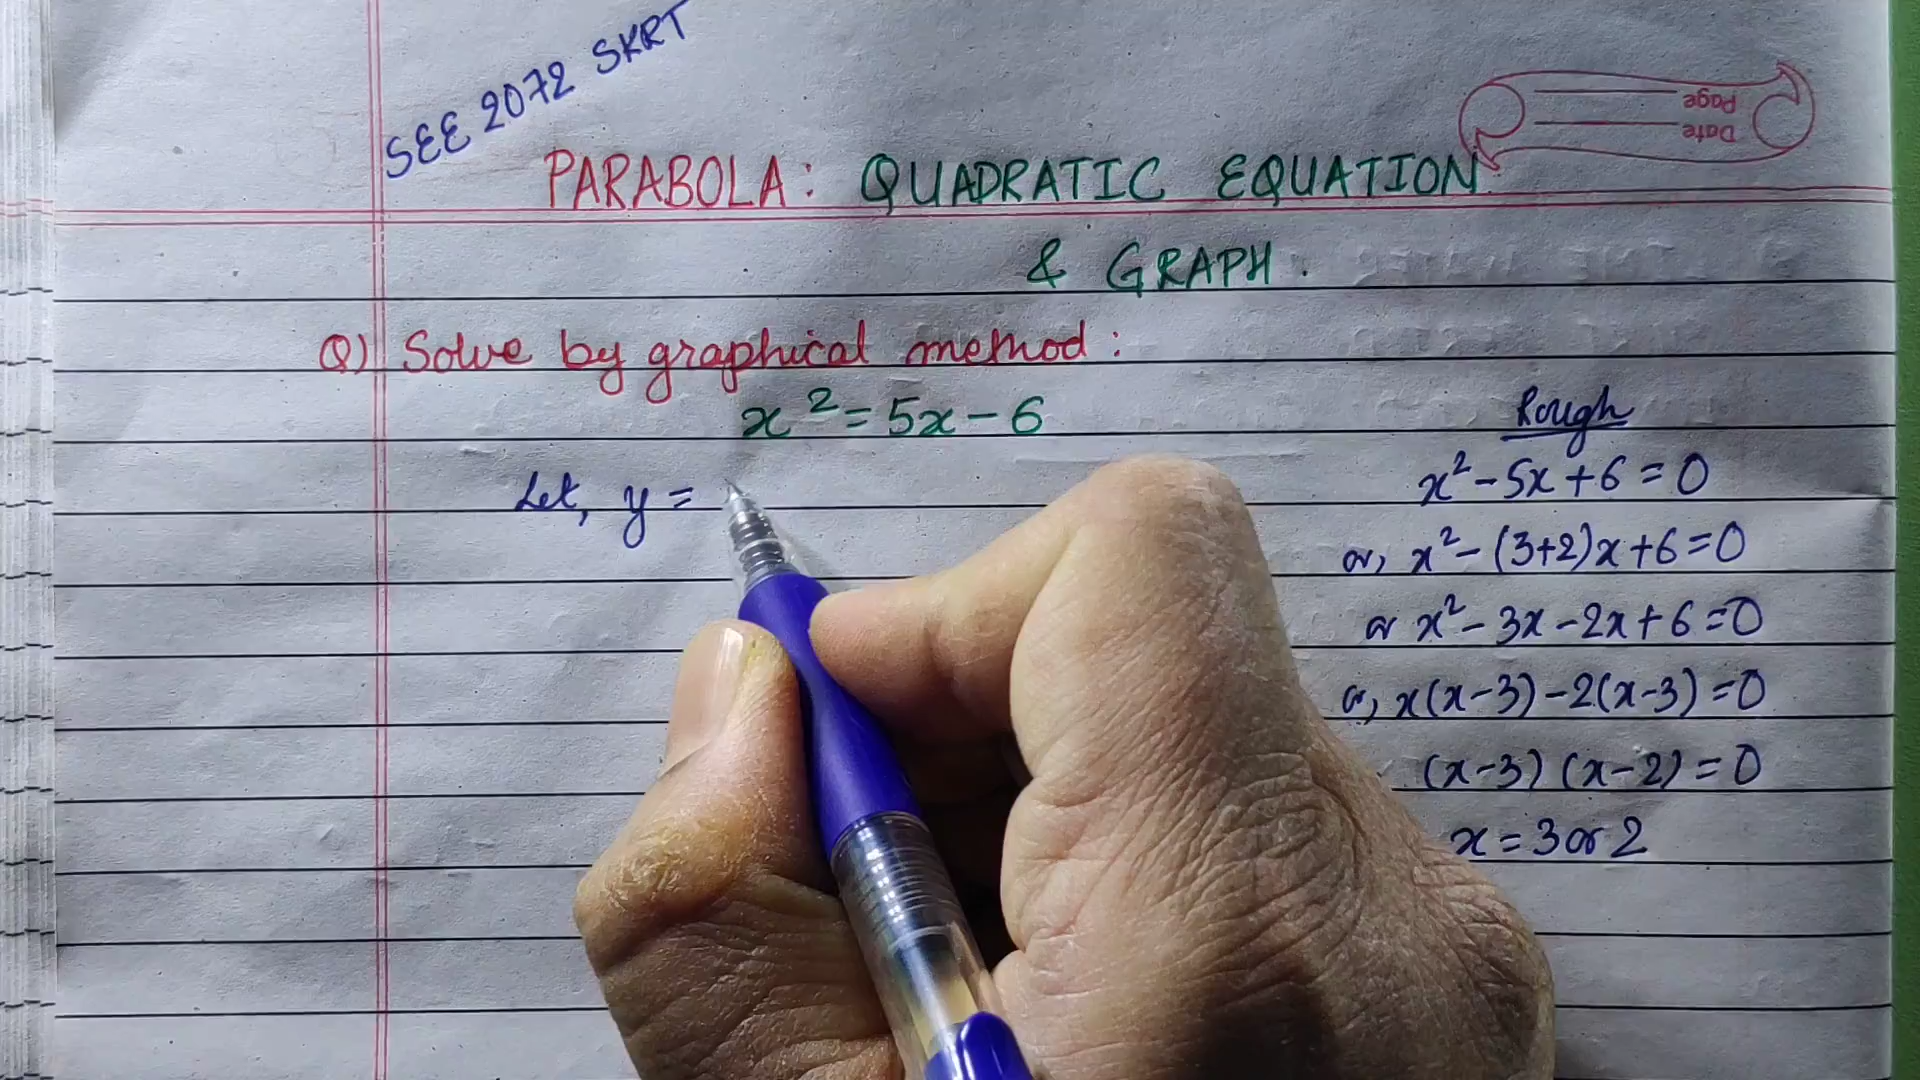 SEE 2072 SKRT
Page
Date
PARABOLA: QUADRATIC EQUATION
& GRAPH.
Q) Solve by graphical method:
x² = 5x - 6
Let, y =
Rough
x² - 5x + 6 = 0
or, x² - (3+2)x + 6 = 0
or x² - 3x - 2x + 6 = 0
or, x(x-3) - 2(x-3) = 0
(x-3) (x-2) = 0
x = 3 or 2